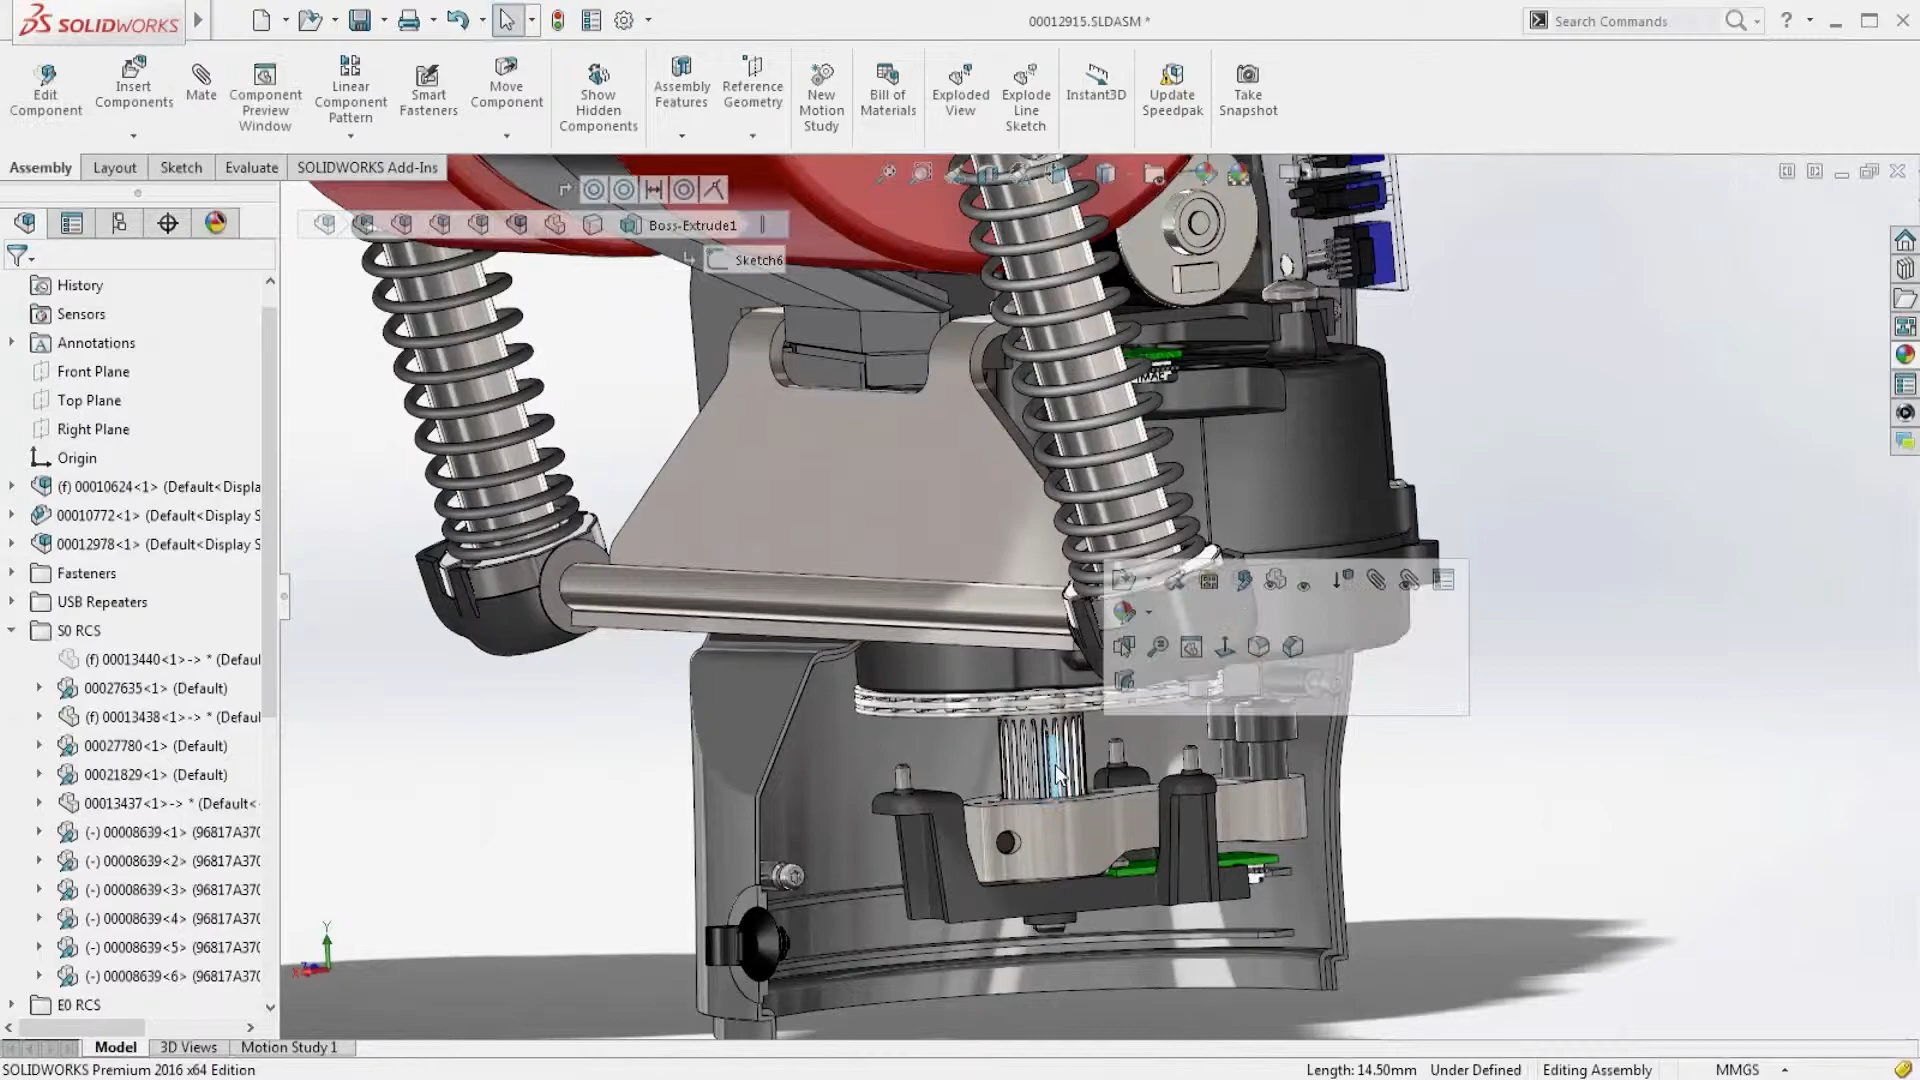 SOLIDWORKS
00012915.SLDASM *
Search Commands
?
Edit Component
Insert Components
Mate
Component Preview Window
Linear Component Pattern
Smart Fasteners
Move Component
Show Hidden Components
Assembly Features
Reference Geometry
New Motion Study
Bill of Materials
Exploded View
Explode Line Sketch
Instant3D
Update Speedpak
Take Snapshot
Assembly
Layout
Sketch
Evaluate
SOLIDWORKS Add-Ins
Boss-Extrude1
Sketch6
History
Sensors
Annotations
Front Plane
Top Plane
Right Plane
Origin
(f) 00010624<1> (Default<Displa
00010772<1> (Default<Display S
00012978<1> (Default<Display S
Fasteners
USB Repeaters
S0 RCS
(f) 00013440<1>-> * (Defaul
00027635<1> (Default)
(f) 00013438<1>-> * (Defaul
00027780<1> (Default)
00021829<1> (Default)
00013437<1>-> * (Default<
(-) 00008639<1> (96817A370
(-) 00008639<2> (96817A370
(-) 00008639<3> (96817A370
(-) 00008639<4> (96817A370
(-) 00008639<5> (96817A370
(-) 00008639<6> (96817A370
E0 RCS
Y
X
Z
Model
3D Views
Motion Study 1
SOLIDWORKS Premium 2016 x64 Edition
Length: 14.50mm
Under Defined
Editing Assembly
MMGS